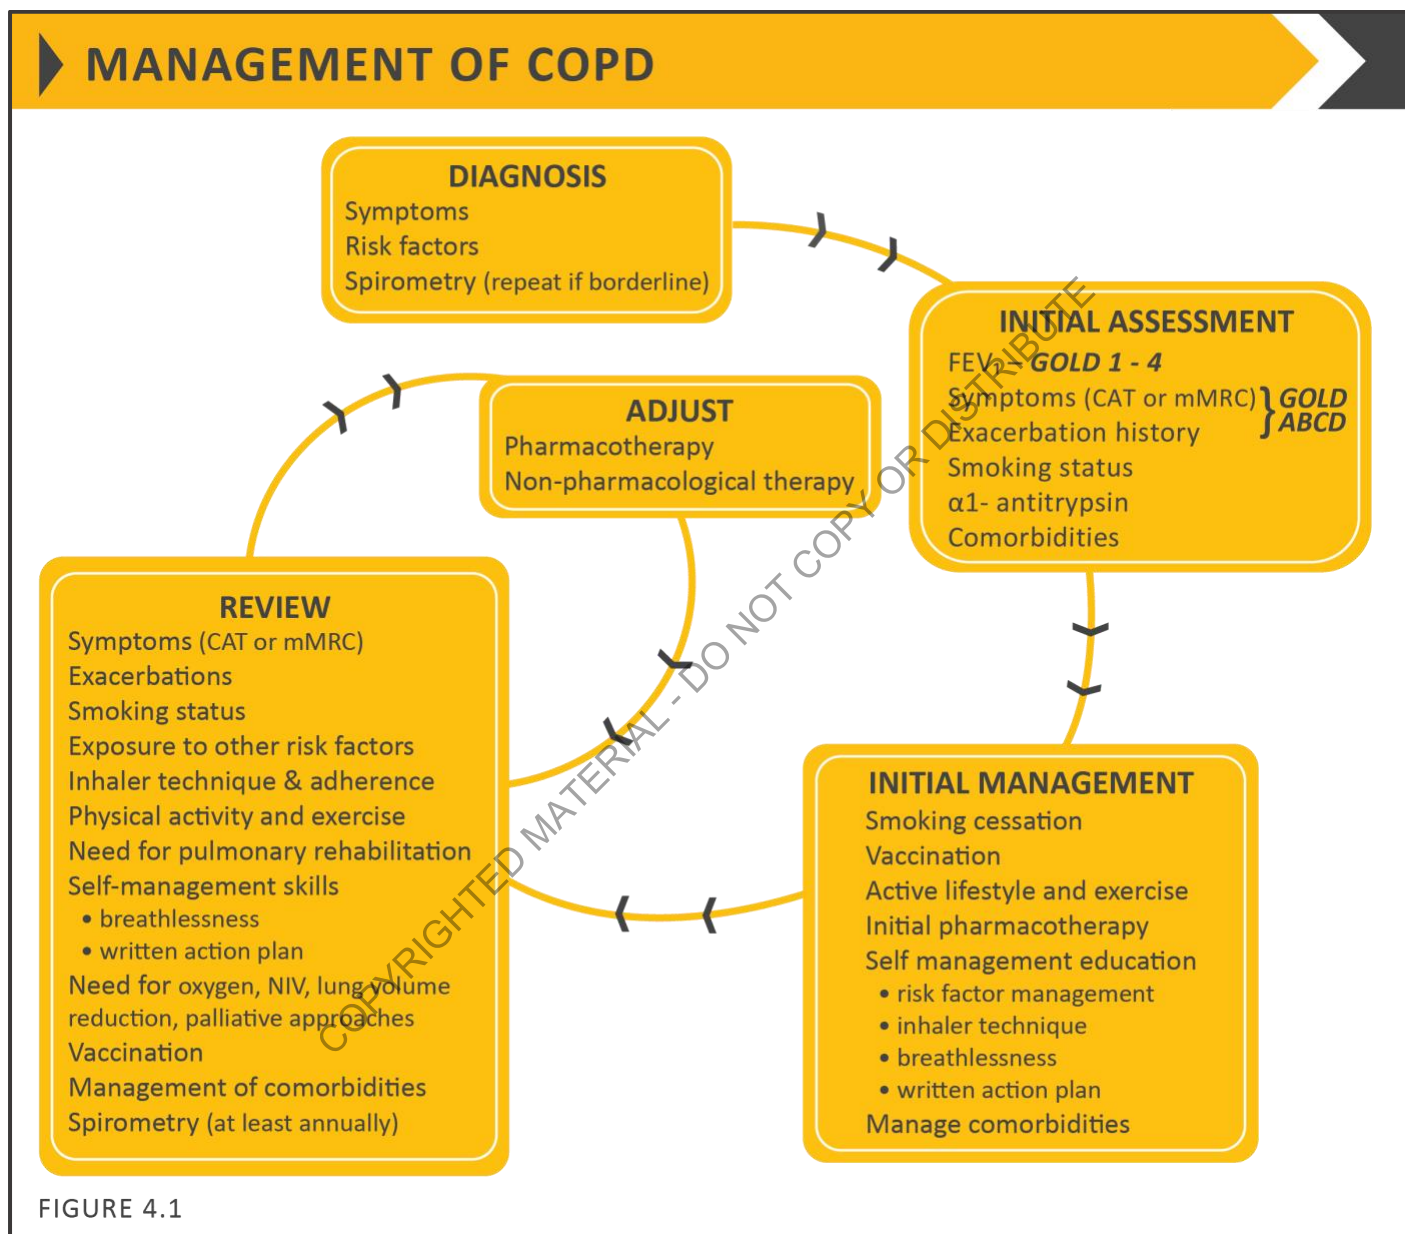 MANAGEMENT OF COPD
DIAGNOSIS
Symptoms
Risk factors
Spirometry (repeat if borderline)
INITIAL ASSESSMENT
FEV₁ – GOLD 1 - 4
Symptoms (CAT or mMRC) } GOLD
Exacerbation history ABCD
Smoking status
α1- antitrypsin
Comorbidities
ADJUST
Pharmacotherapy
Non-pharmacological therapy
REVIEW
Symptoms (CAT or mMRC)
Exacerbations
Smoking status
Exposure to other risk factors
Inhaler technique & adherence
Physical activity and exercise
Need for pulmonary rehabilitation
Self-management skills
• breathlessness
• written action plan
Need for oxygen, NIV, lung volume
reduction, palliative approaches
Vaccination
Management of comorbidities
Spirometry (at least annually)
INITIAL MANAGEMENT
Smoking cessation
Vaccination
Active lifestyle and exercise
Initial pharmacotherapy
Self management education
• risk factor management
• inhaler technique
• breathlessness
• written action plan
Manage comorbidities
COPYRIGHTED MATERIAL - DO NOT COPY OR DISTRIBUTE
FIGURE 4.1